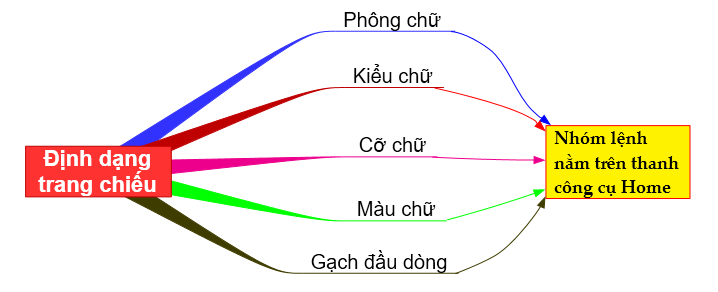 Phông chữ
Kiểu chữ
Cỡ chữ
Màu chữ
Gạch đầu dòng
Định dạng
trang chiếu
Nhóm lệnh
nằm trên thanh
công cụ Home